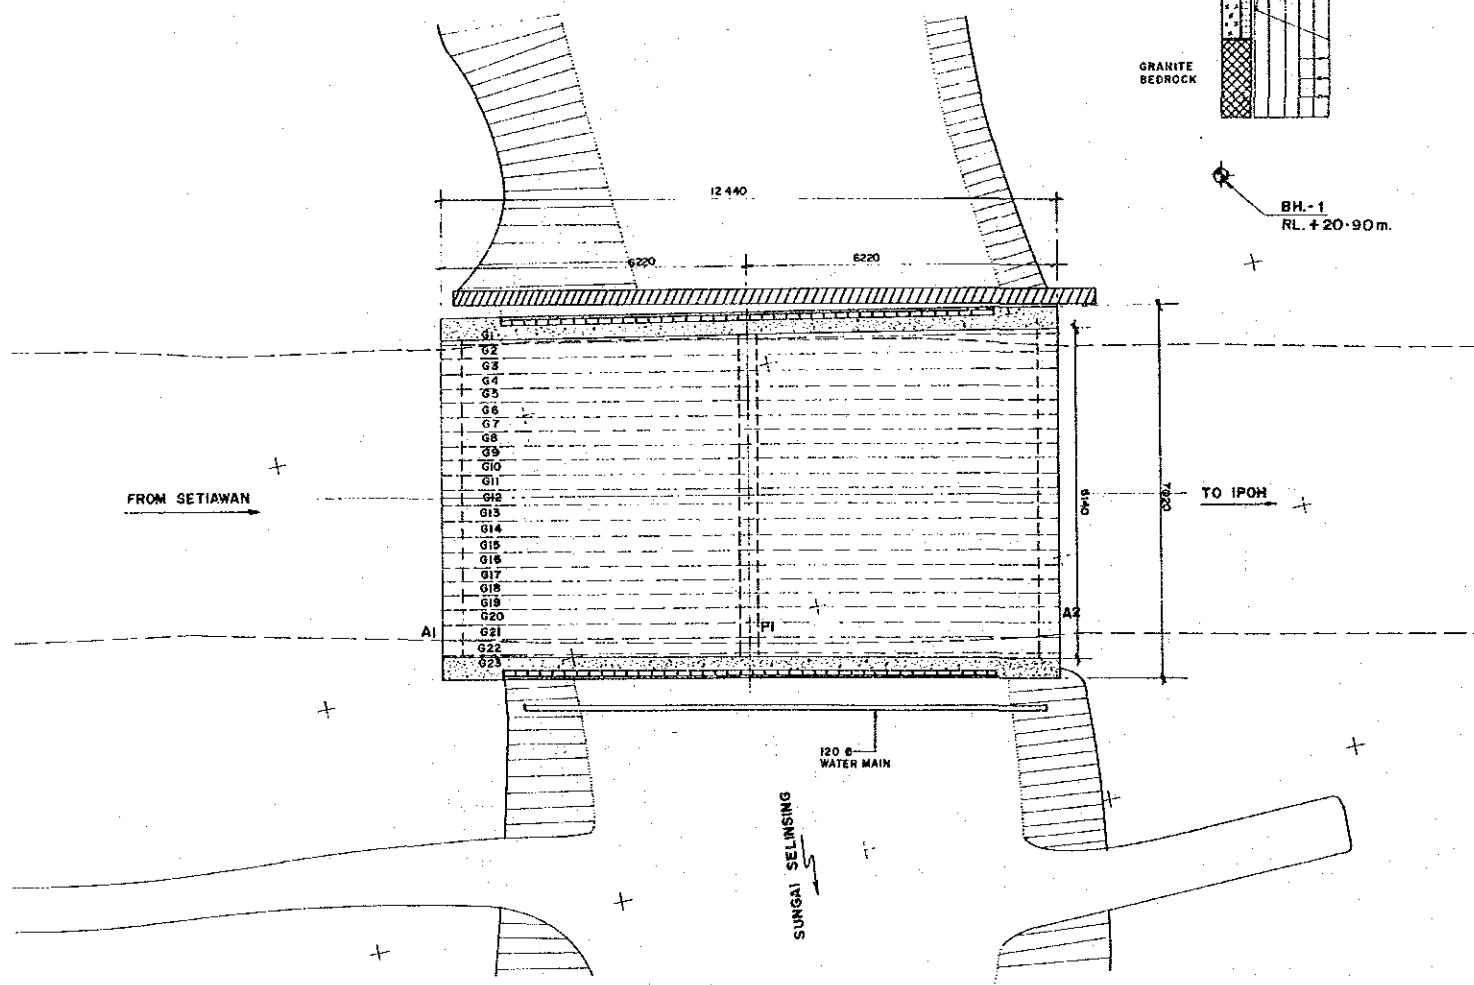 GRANITE
BEDROCK
BH.-1
RL. +20·90m.
12 440
6220
6220
G1
G2
G3
G4
G5
G6
G7
G8
G9
G10
G11
G12
G13
G14
G15
G16
G17
G18
G19
G20
G21
G22
G23
FROM SETIAWAN
TO IPOH
6140
7020
A1
P1
A2
120 Ø
WATER MAIN
SUNGAI SELINSING